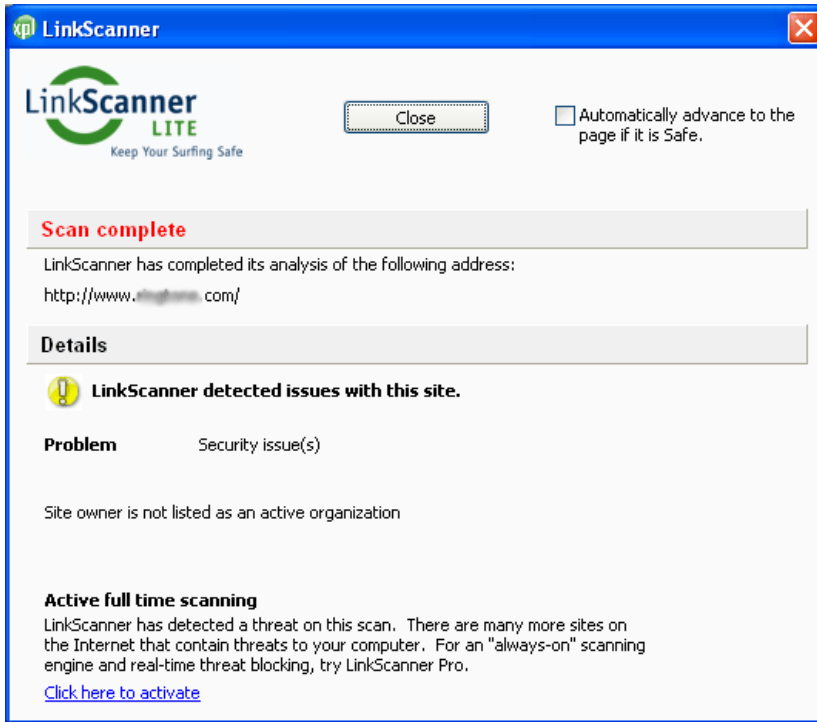 xpl LinkScanner
LinkScanner
LITE
Keep Your Surfing Safe
Close
Automatically advance to the
page if it is Safe.
Scan complete
LinkScanner has completed its analysis of the following address:
http://www. .com/
Details
LinkScanner detected issues with this site.
Problem Security issue(s)
Site owner is not listed as an active organization
Active full time scanning
LinkScanner has detected a threat on this scan. There are many more sites on
the Internet that contain threats to your computer. For an "always-on" scanning
engine and real-time threat blocking, try LinkScanner Pro.
Click here to activate